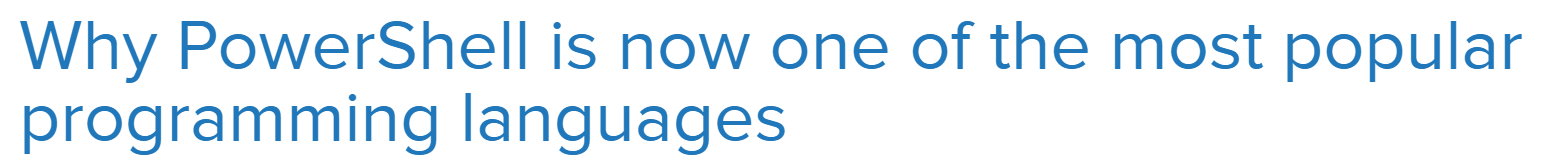 Why PowerShell is now one of the most popular
programming languages